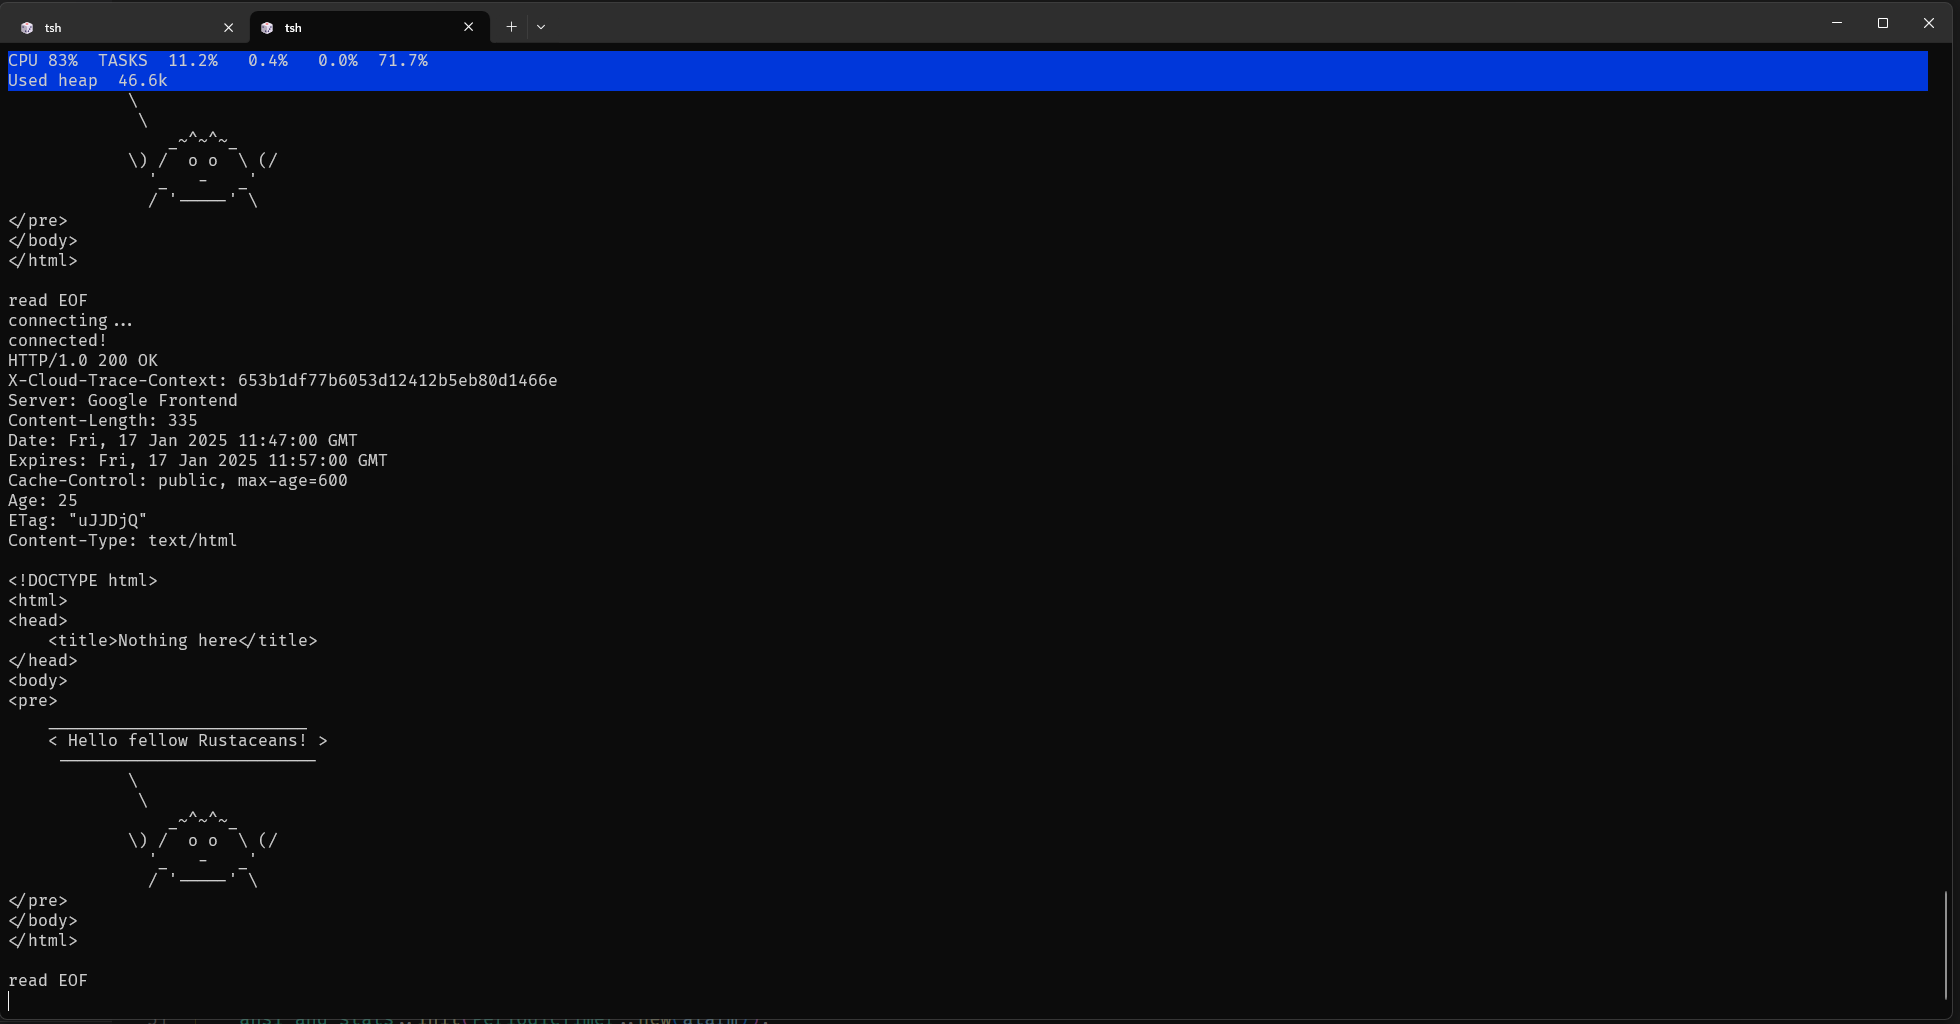 tsh
tsh
CPU 83%  TASKS  11.2%   0.4%   0.0%  71.7%
Used heap  46.6k
            \
             \
                _~^~^~_
            \) /  o o  \ (/
              '_   -   _'
              / '-----' \
</pre>
</body>
</html>

read EOF
connecting...
connected!
HTTP/1.0 200 OK
X-Cloud-Trace-Context: 653b1df77b6053d12412b5eb80d1466e
Server: Google Frontend
Content-Length: 335
Date: Fri, 17 Jan 2025 11:47:00 GMT
Expires: Fri, 17 Jan 2025 11:57:00 GMT
Cache-Control: public, max-age=600
Age: 25
ETag: "uJJDjQ"
Content-Type: text/html

<!DOCTYPE html>
<html>
<head>
    <title>Nothing here</title>
</head>
<body>
<pre>
    __________________________
    < Hello fellow Rustaceans! >
     --------------------------
            \
             \
                _~^~^~_
            \) /  o o  \ (/
              '_   -   _'
              / '-----' \
</pre>
</body>
</html>

read EOF